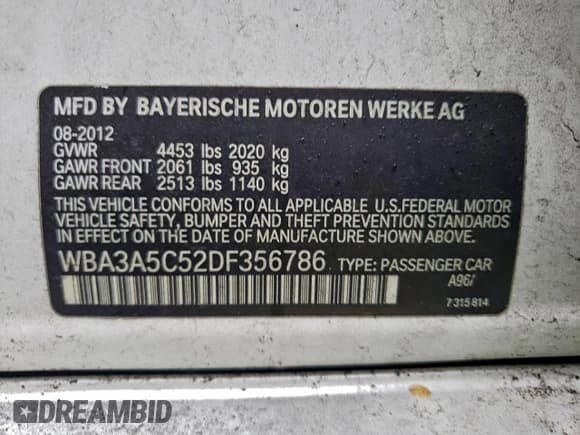 MFD BY BAYERISCHE MOTOREN WERKE AG
08-2012
GVWR 4453 lbs 2020 kg
GAWR FRONT 2061 lbs 935 kg
GAWR REAR 2513 lbs 1140 kg
THIS VEHICLE CONFORMS TO ALL APPLICABLE U.S.FEDERAL MOTOR
VEHICLE SAFETY, BUMPER AND THEFT PREVENTION STANDARDS
IN EFFECT ON THE DATE OF MANUFACTURE SHOWN ABOVE.
WBA3A5C52DF356786 TYPE: PASSENGER CAR
A96/
7315814
DREAMBID